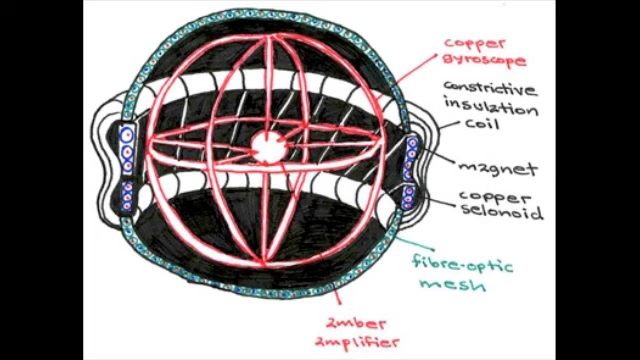 copper
gyroscope
constrictive
insulation
coil
magnet
copper
selonoid
fibre-optic
mesh
amber
amplifier